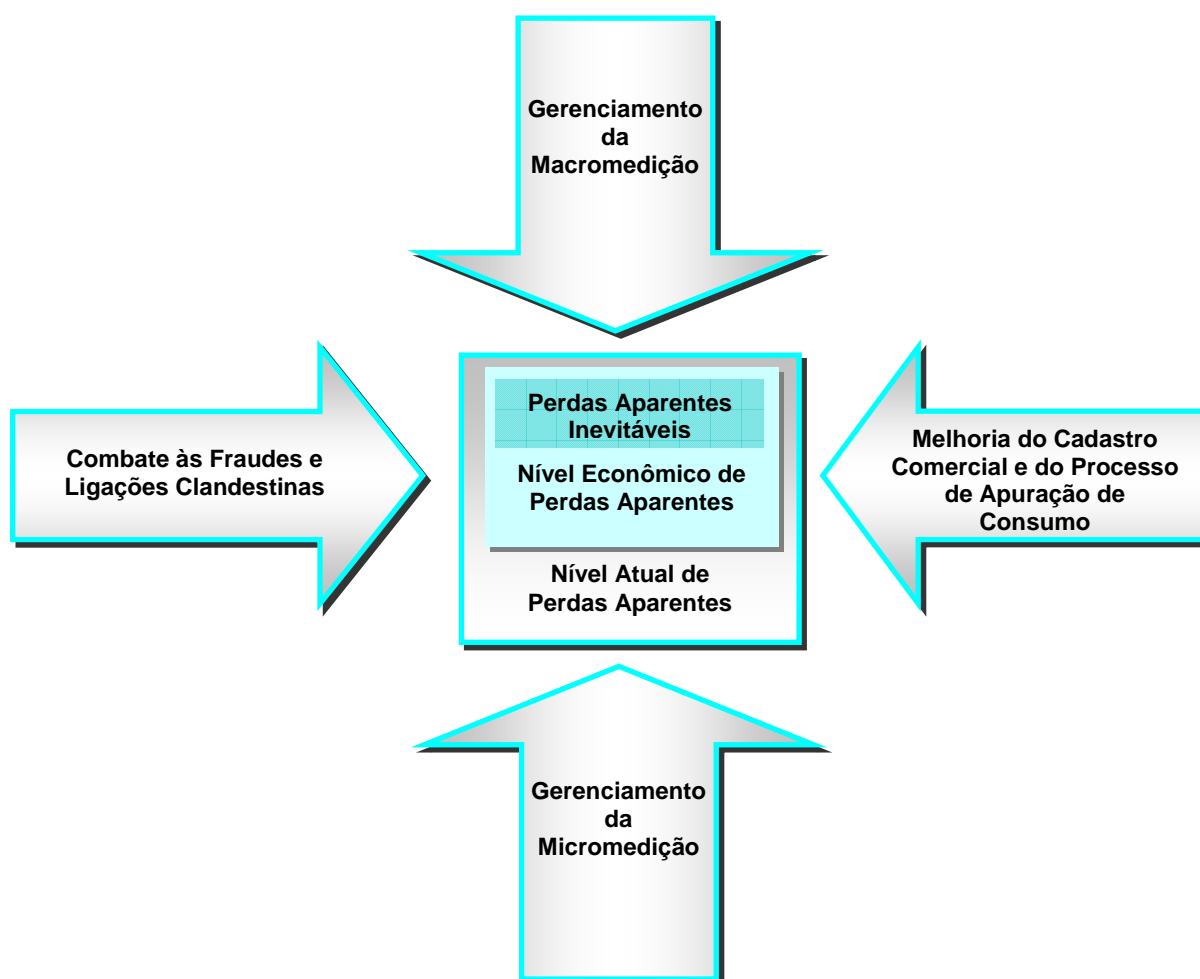 Gerenciamento
da
Macromedição
Combate às Fraudes e
Ligações Clandestinas
Perdas Aparentes
Inevitáveis
Nível Econômico de
Perdas Aparentes
Nível Atual de
Perdas Aparentes
Melhoria do Cadastro
Comercial e do Processo
de Apuração de
Consumo
Gerenciamento
da
Micromedição